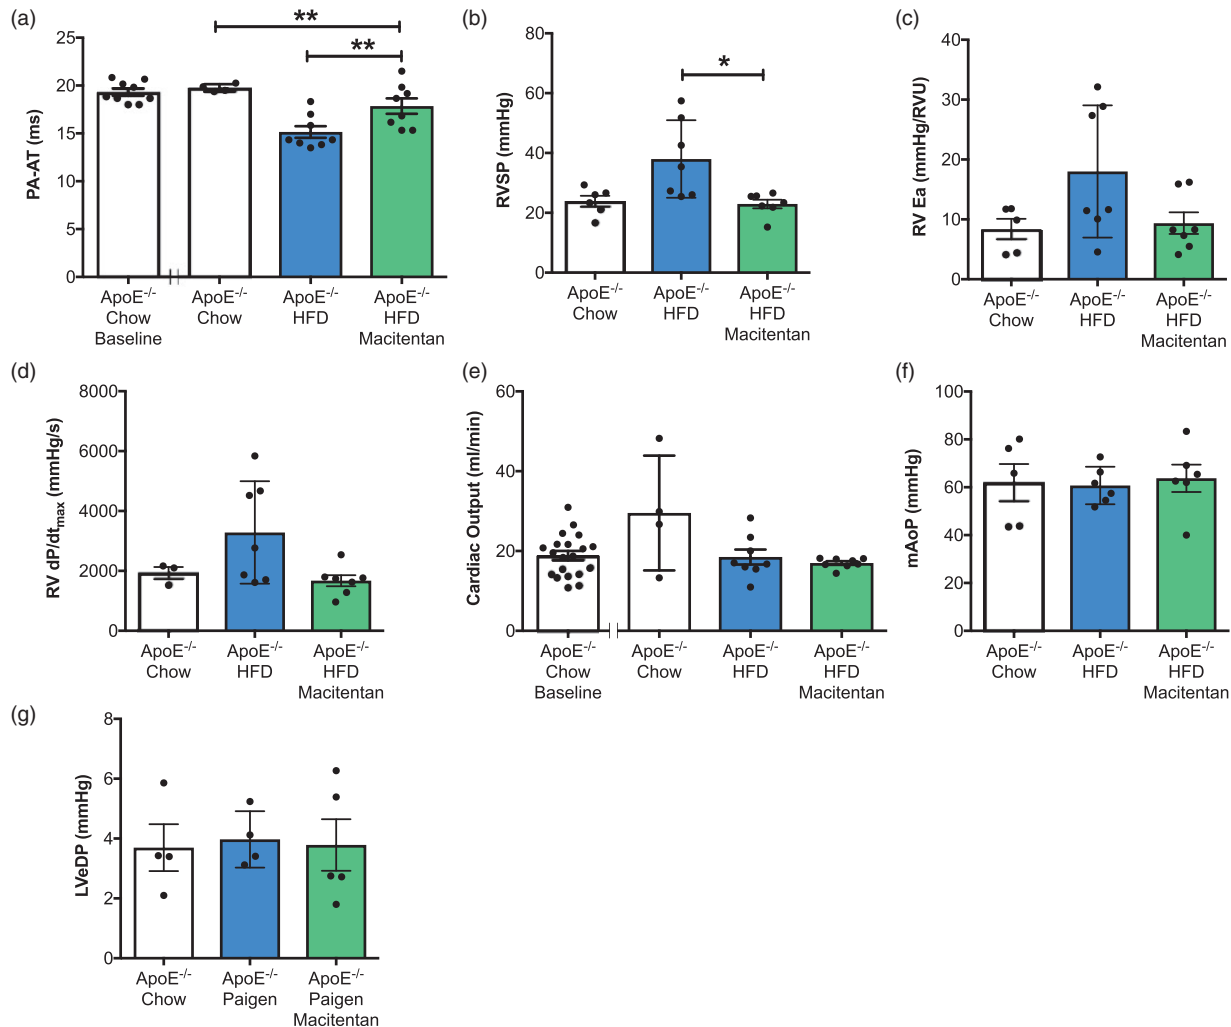 (a)
**
**
25
20
15
10
5
0
PA-AT (ms)
ApoE-/-
Chow
Baseline
ApoE-/-
Chow
ApoE-/-
HFD
ApoE-/-
HFD
Macitentan
(b)
*
80
60
40
20
0
RVSP (mmHg)
ApoE-/-
Chow
ApoE-/-
HFD
ApoE-/-
HFD
Macitentan
(c)
40
30
20
10
0
RV Ea (mmHg/RVU)
ApoE-/-
Chow
ApoE-/-
HFD
ApoE-/-
HFD
Macitentan
(d)
8000
6000
4000
2000
0
RV dP/dtmax (mmHg/s)
ApoE-/-
Chow
ApoE-/-
HFD
ApoE-/-
HFD
Macitentan
(e)
60
40
20
0
Cardiac Output (ml/min)
ApoE-/-
Chow
Baseline
ApoE-/-
Chow
ApoE-/-
HFD
ApoE-/-
HFD
Macitentan
(f)
100
80
60
40
20
0
mAoP (mmHg)
ApoE-/-
Chow
ApoE-/-
HFD
ApoE-/-
HFD
Macitentan
(g)
8
6
4
2
0
LVeDP (mmHg)
ApoE-/-
Chow
ApoE-/-
Paigen
ApoE-/-
Paigen
Macitentan